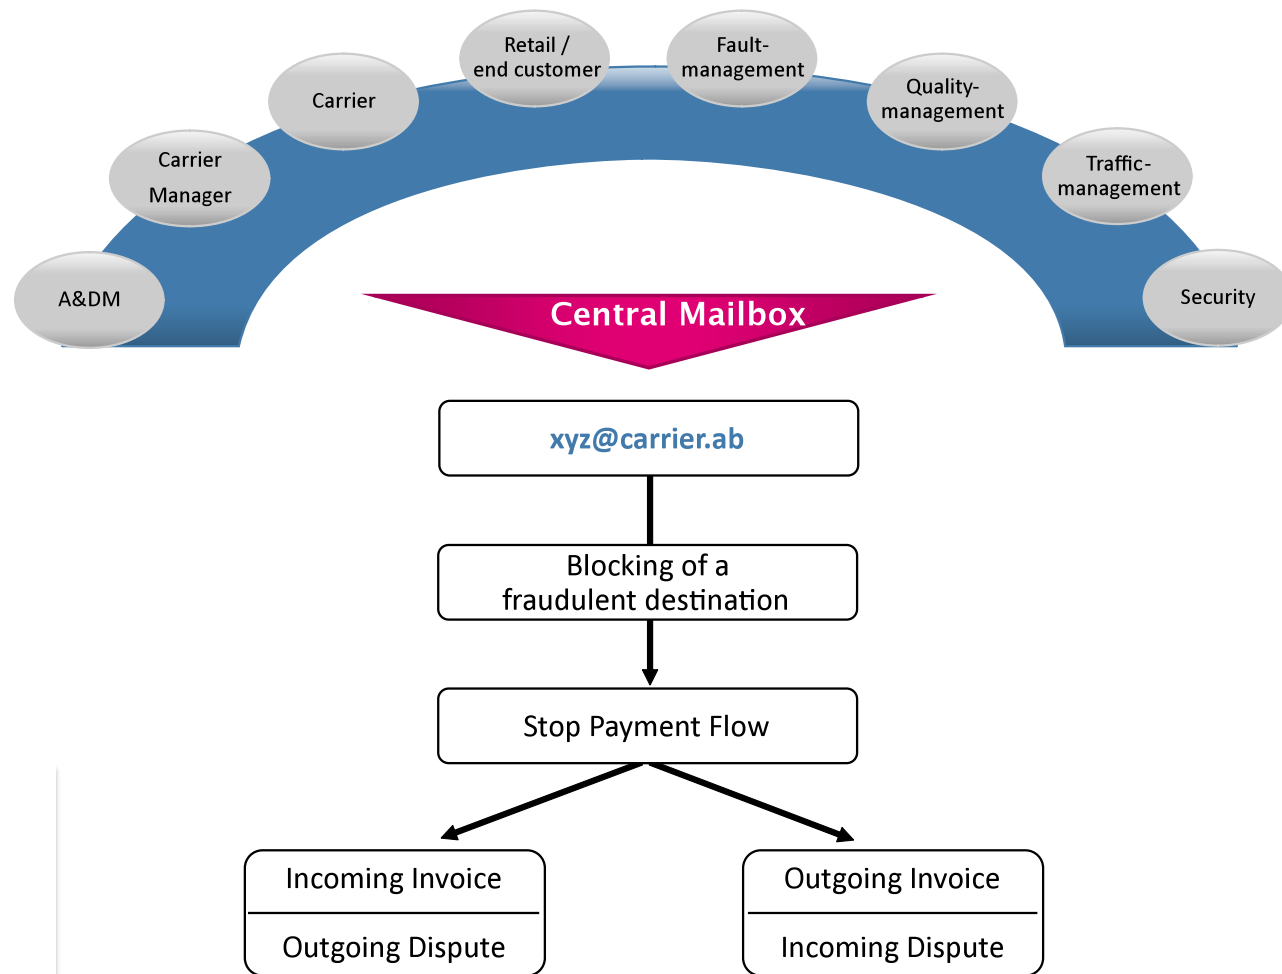 A&DM
Carrier
Manager
Carrier
Retail /
end customer
Fault-
management
Quality-
management
Traffic-
management
Security
Central Mailbox
xyz@carrier.ab
Blocking of a
fraudulent destination
Stop Payment Flow
Incoming Invoice
Outgoing Dispute
Outgoing Invoice
Incoming Dispute